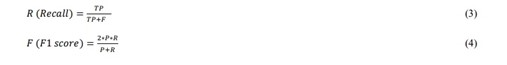 R (Recall) = TP / TP+F (3)
F (F1 score) = 2∗P∗R / P+R (4)